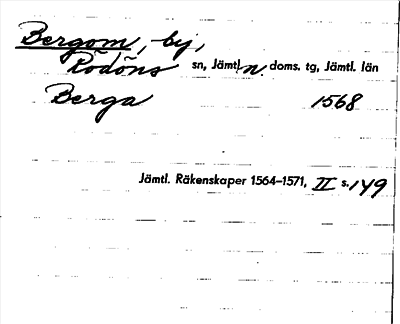 Bergom, by,
Rödöns sn, Jämtl. n. doms. tg, Jämtl. län
Berga 1568
Jämtl. Räkenskaper 1564–1571, II s. 149